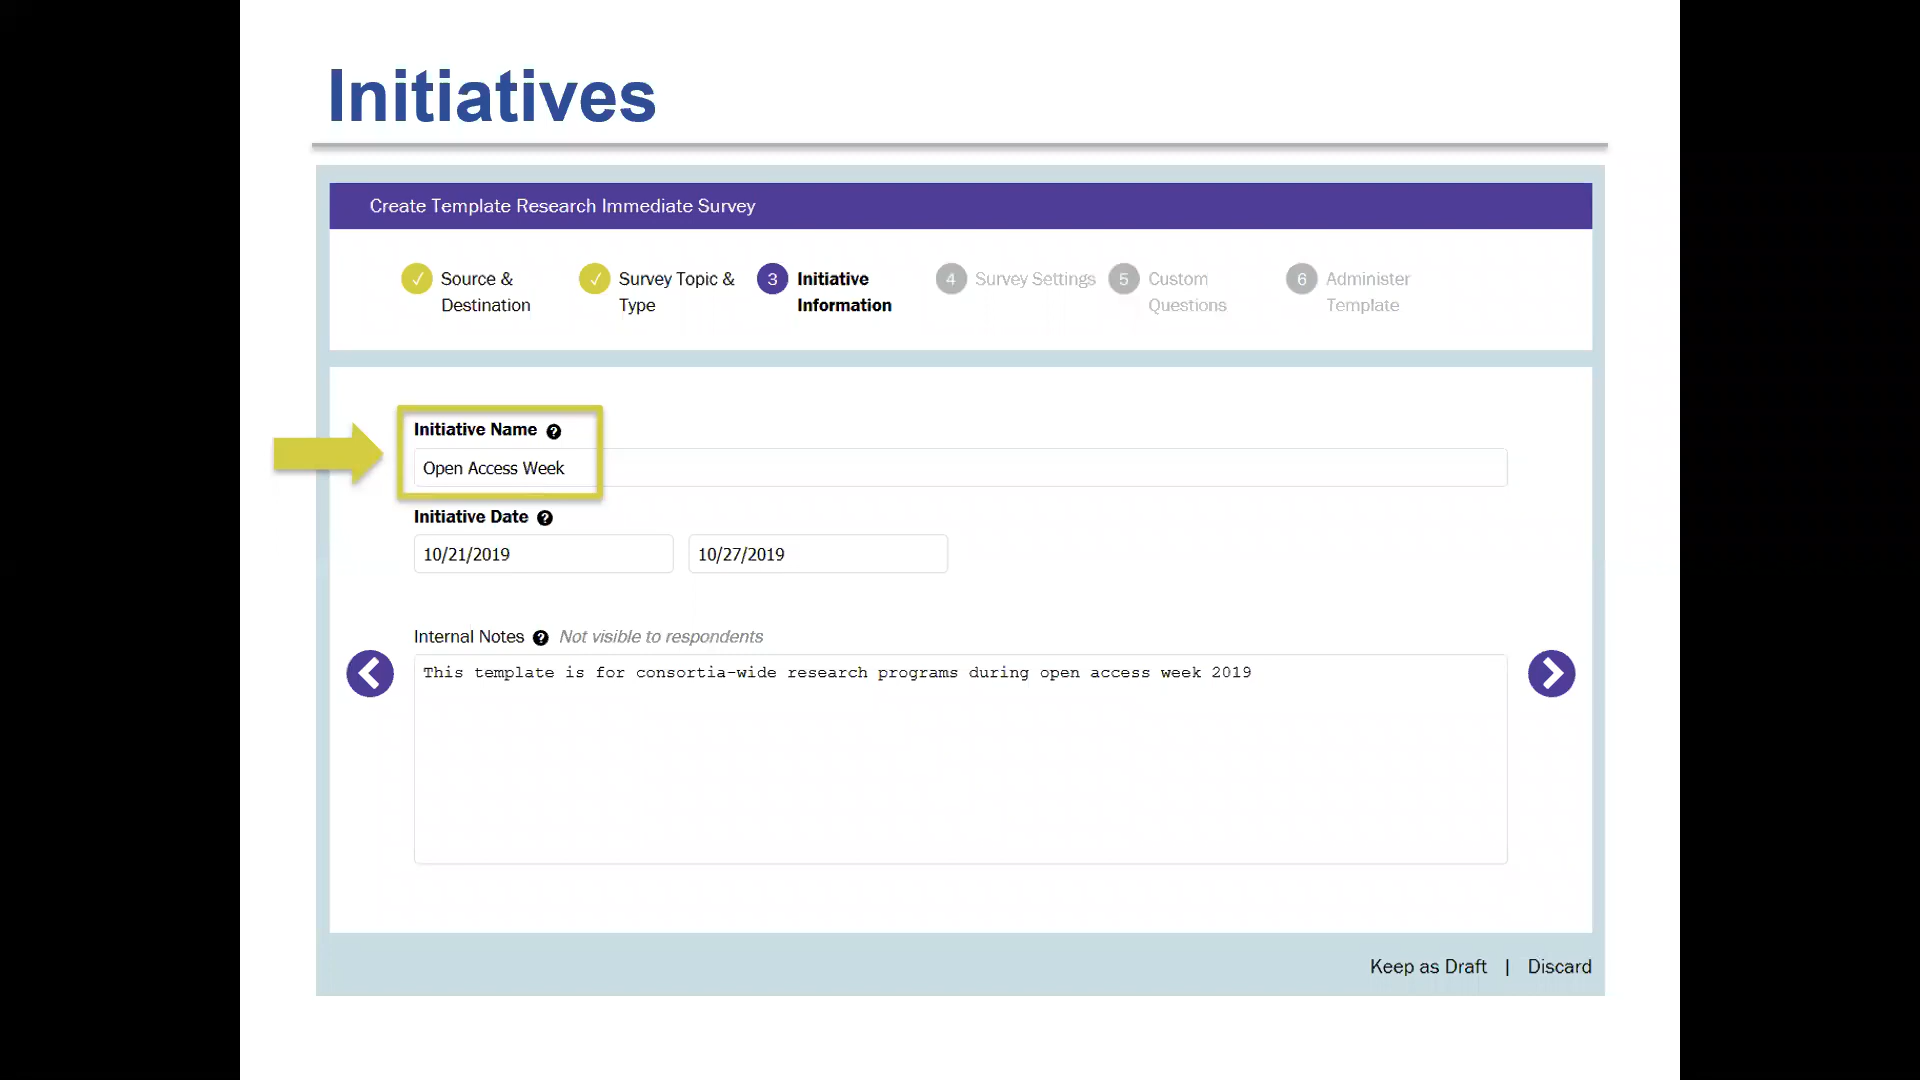 Initiatives
Create Template Research Immediate Survey
✓ Source & Destination
✓ Survey Topic & Type
3 Initiative Information
4 Survey Settings
5 Custom Questions
6 Administer Template
Initiative Name ?
Open Access Week
Initiative Date ?
10/21/2019 10/27/2019
Internal Notes ? Not visible to respondents
This template is for consortia-wide research programs during open access week 2019
Keep as Draft | Discard